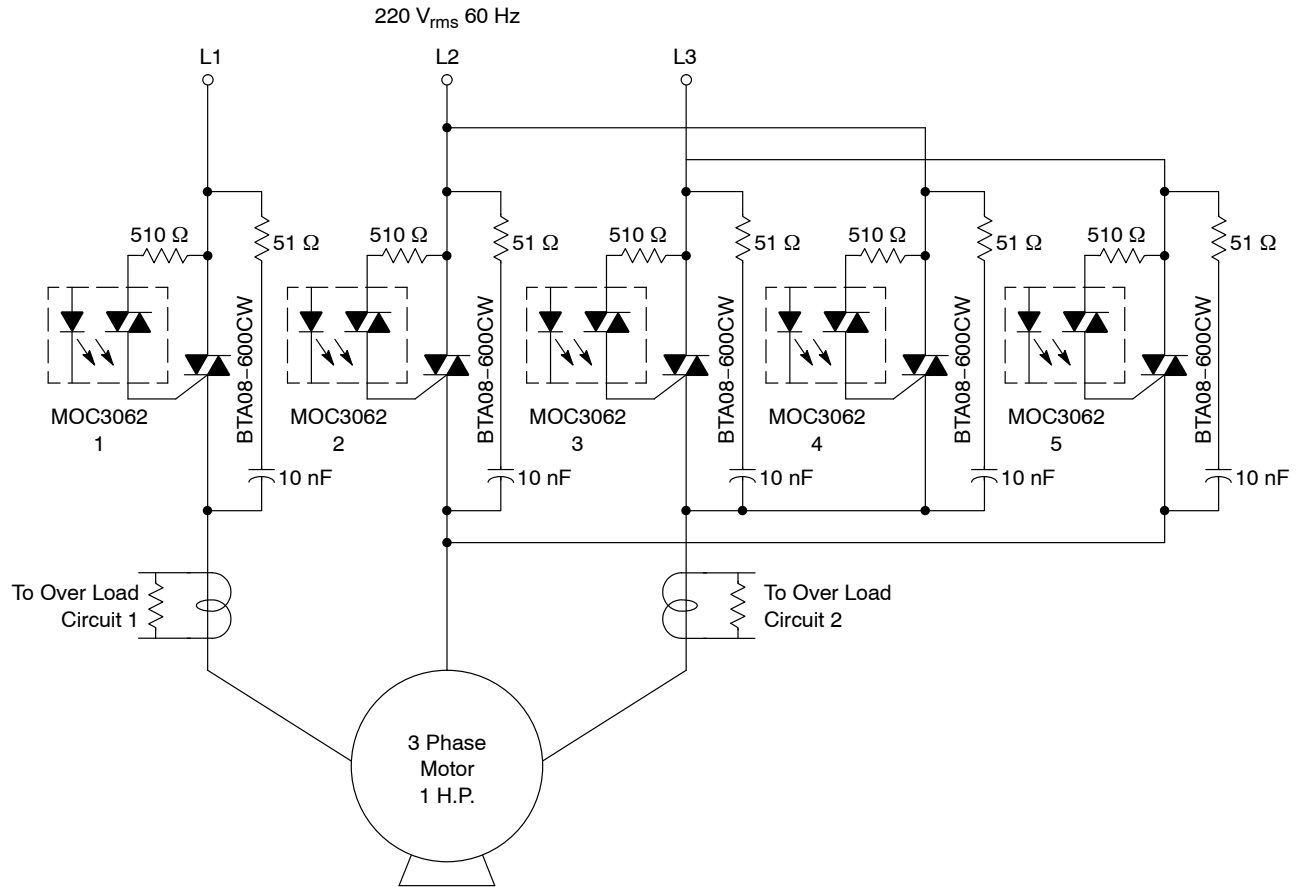 220 Vrms 60 Hz
L1
L2
L3
510 Ω
51 Ω
510 Ω
51 Ω
510 Ω
51 Ω
510 Ω
51 Ω
510 Ω
51 Ω
BTA08−600CW
BTA08−600CW
BTA08−600CW
BTA08−600CW
BTA08−600CW
MOC3062
1
MOC3062
2
MOC3062
3
MOC3062
4
MOC3062
5
10 nF
10 nF
10 nF
10 nF
10 nF
To Over Load
Circuit 1
To Over Load
Circuit 2
3 Phase
Motor
1 H.P.